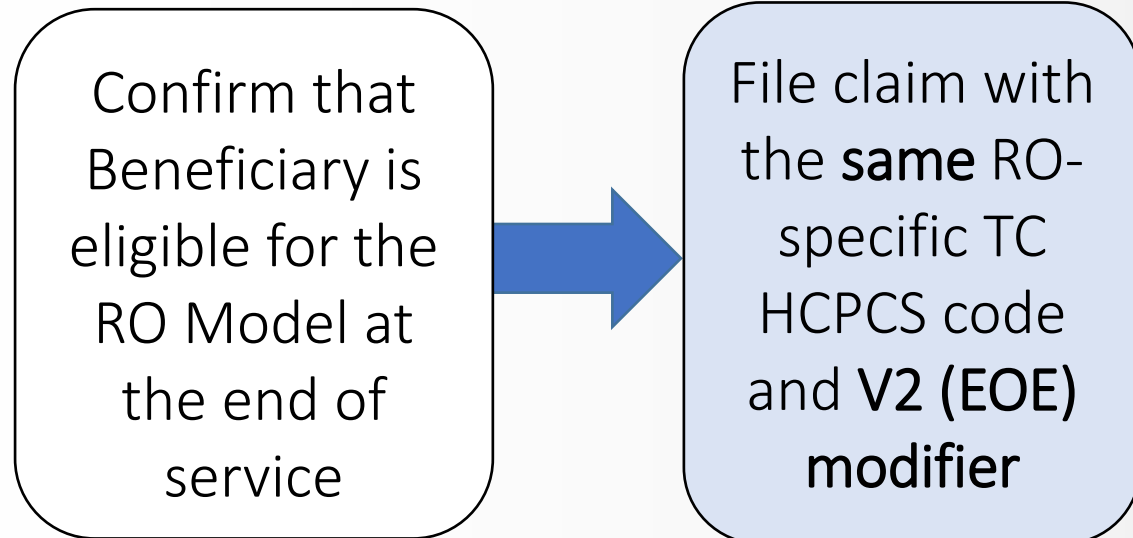 Confirm that
Beneficiary is
eligible for the
RO Model at
the end of
service
File claim with
the same RO-
specific TC
HCPCS code
and V2 (EOE)
modifier